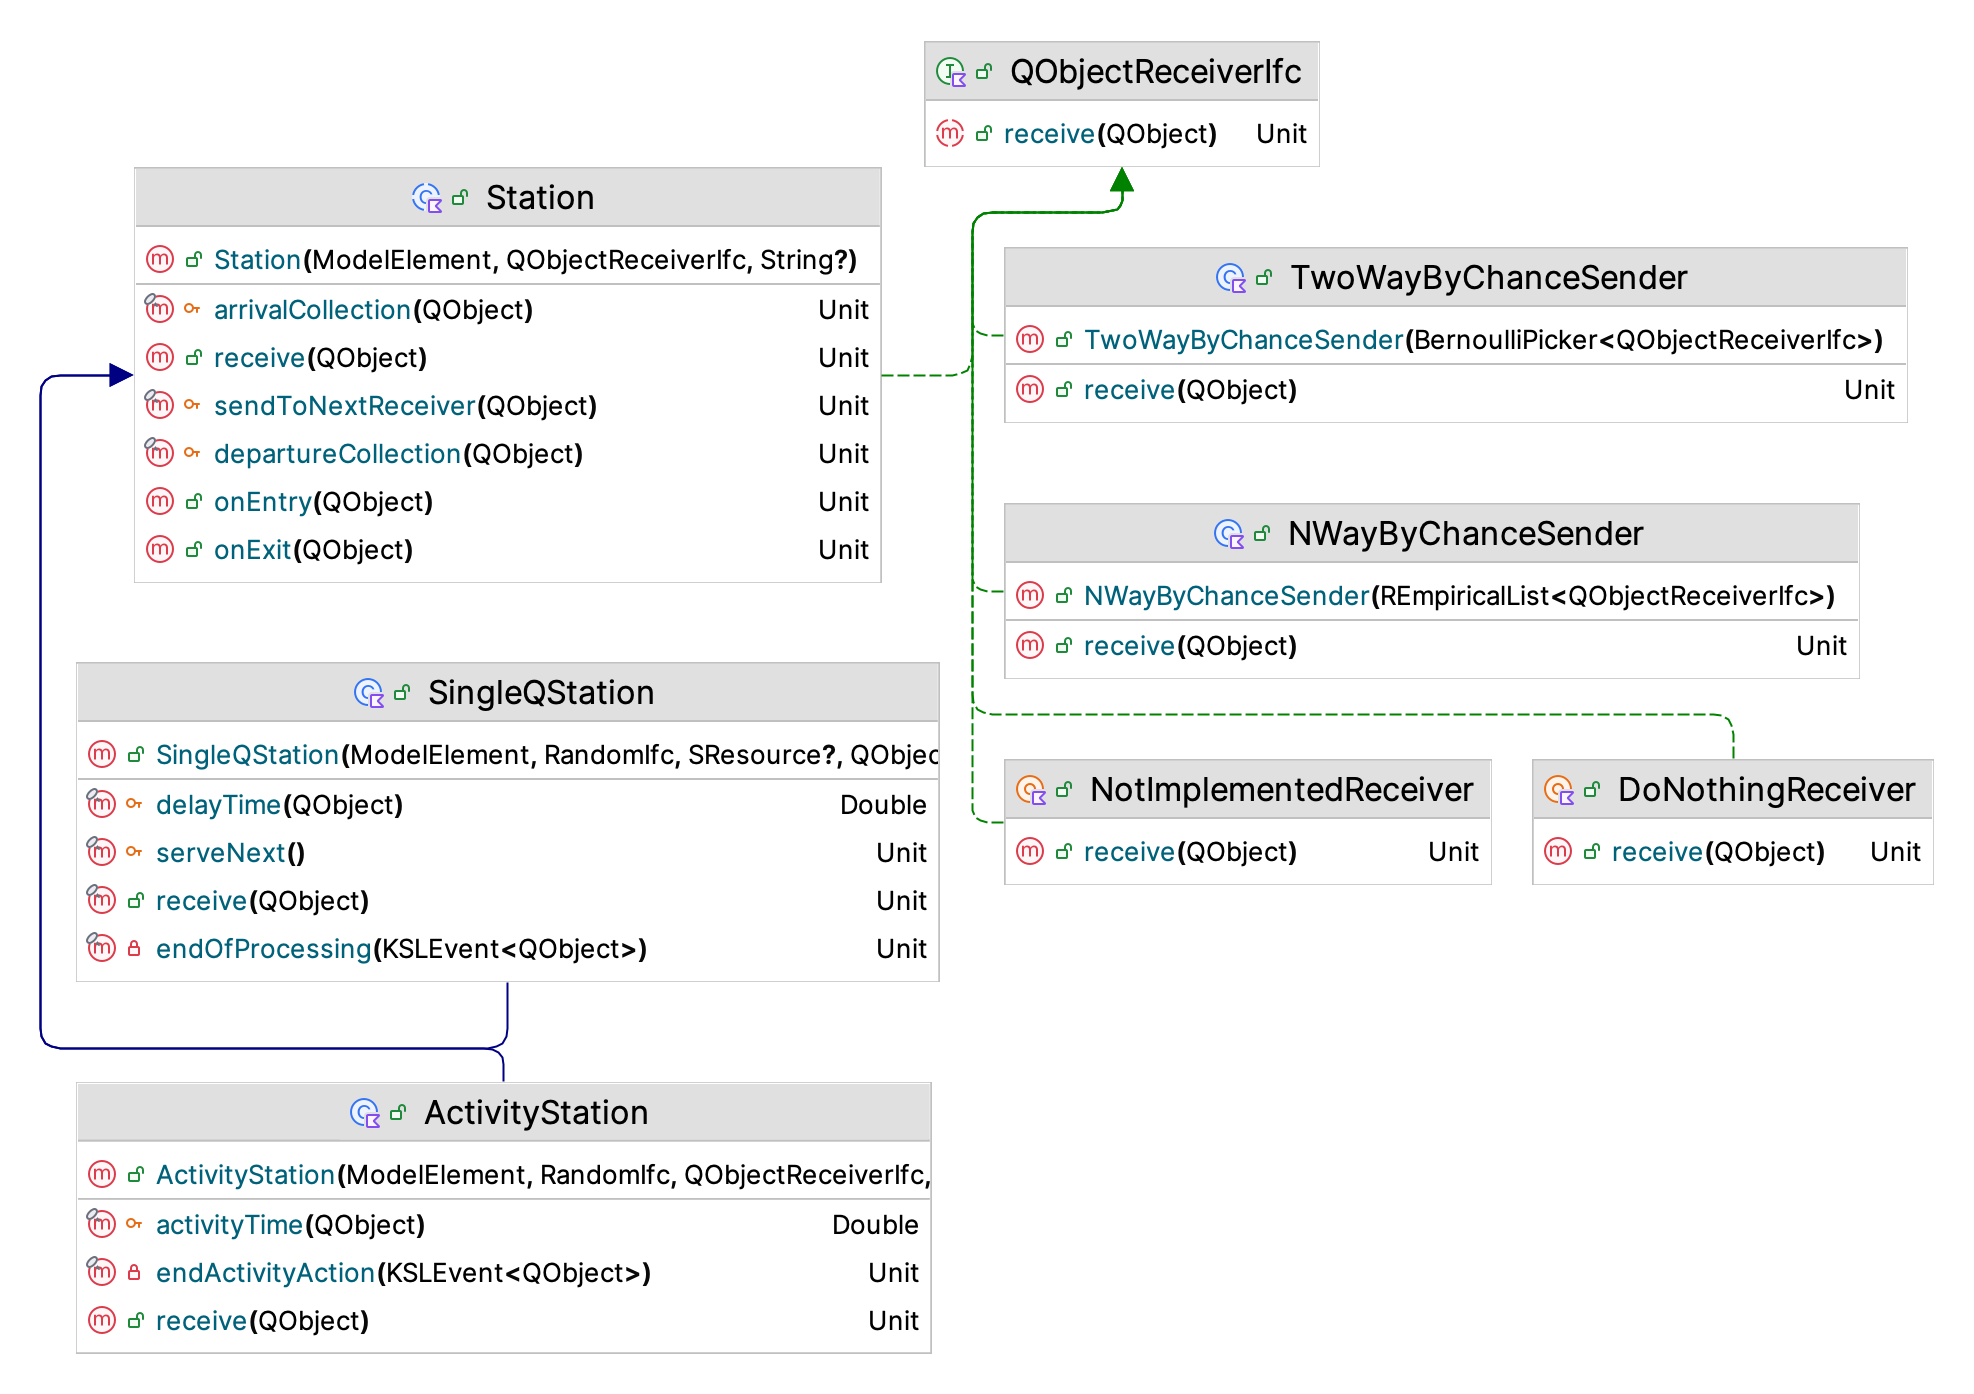 QObjectReceiverIfc
receive(QObject) Unit
Station
Station(ModelElement, QObjectReceiverIfc, String?)
arrivalCollection(QObject) Unit
receive(QObject) Unit
sendToNextReceiver(QObject) Unit
departureCollection(QObject) Unit
onEntry(QObject) Unit
onExit(QObject) Unit
TwoWayByChanceSender
TwoWayByChanceSender(BernoulliPicker<QObjectReceiverIfc>)
receive(QObject) Unit
NWayByChanceSender
NWayByChanceSender(REmpiricalList<QObjectReceiverIfc>)
receive(QObject) Unit
SingleQStation
SingleQStation(ModelElement, RandomIfc, SResource?, QObjec
delayTime(QObject) Double
serveNext() Unit
receive(QObject) Unit
endOfProcessing(KSLEvent<QObject>) Unit
NotImplementedReceiver
receive(QObject) Unit
DoNothingReceiver
receive(QObject) Unit
ActivityStation
ActivityStation(ModelElement, RandomIfc, QObjectReceiverIfc,
activityTime(QObject) Double
endActivityAction(KSLEvent<QObject>) Unit
receive(QObject) Unit